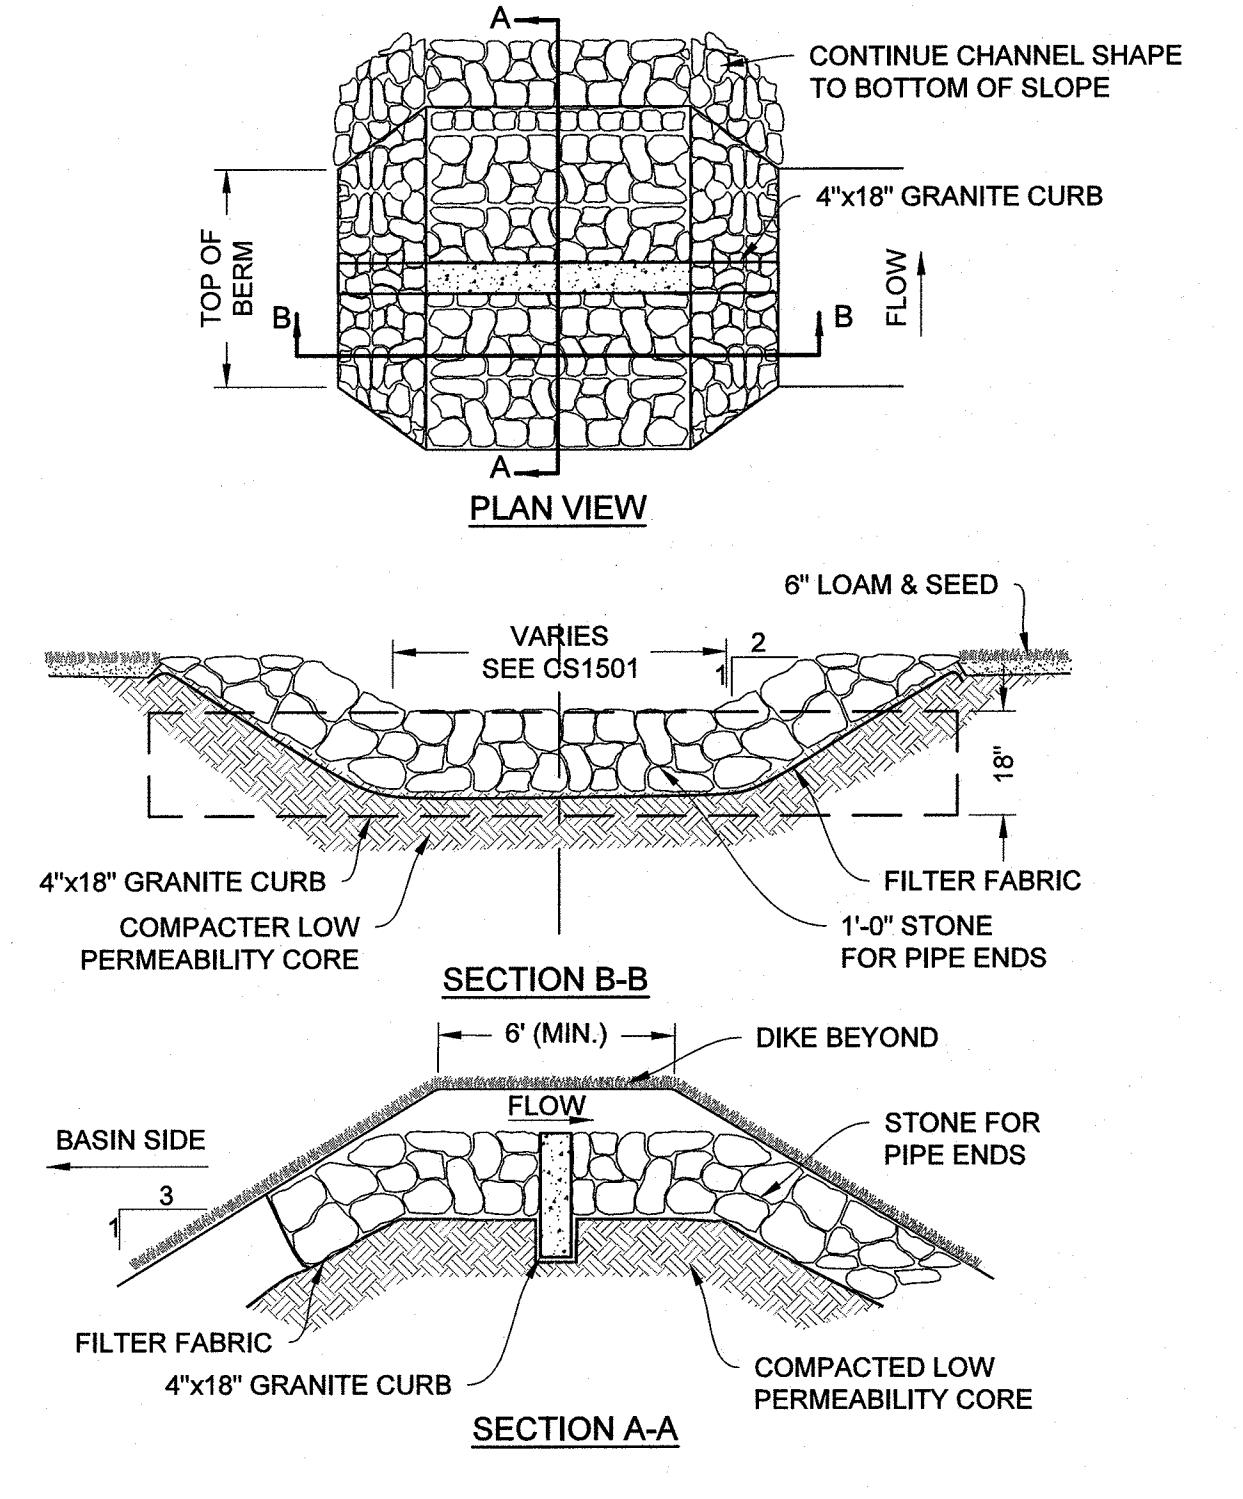 A
CONTINUE CHANNEL SHAPE
TO BOTTOM OF SLOPE
4"x18" GRANITE CURB
TOP OF
BERM
FLOW
B
B
A
PLAN VIEW
6" LOAM & SEED
VARIES
SEE CS1501
2
1
18"
4"x18" GRANITE CURB
FILTER FABRIC
COMPACTER LOW
PERMEABILITY CORE
1'-0" STONE
FOR PIPE ENDS
SECTION B-B
6' (MIN.)
DIKE BEYOND
FLOW
BASIN SIDE
STONE FOR
PIPE ENDS
3
1
FILTER FABRIC
4"x18" GRANITE CURB
COMPACTED LOW
PERMEABILITY CORE
SECTION A-A